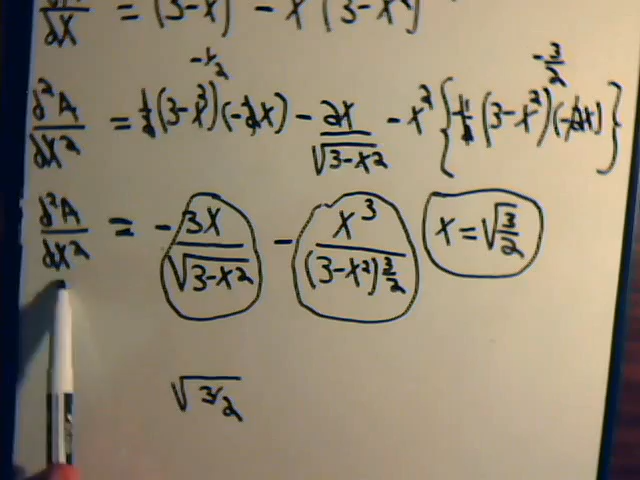 dX = (3-X) - X (3-X²)
d²A/dX² = ½(3-X²)^-½(-2X) - 2X/√(3-X²) - X²{-½(3-X²)^-3/2(-2X)}
d²A/dX² = - 3X/√(3-X²) - X³/(3-X²)^3/2 X=√(3/2)
√(3/2)